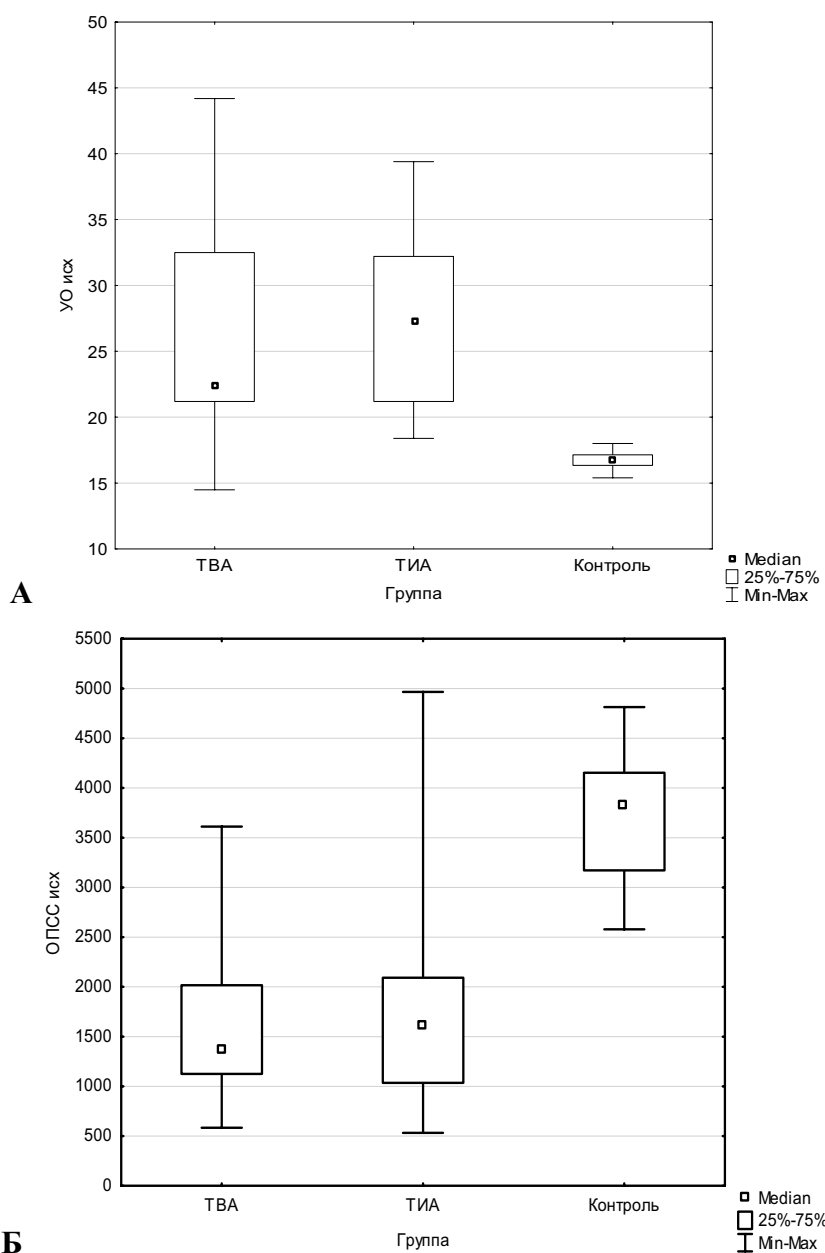 50
45
40
35
30
25
20
15
10
УО исх
ТВА
ТИА
Контроль
Группа
Median
25%-75%
Min-Max
А
5500
5000
4500
4000
3500
3000
2500
2000
1500
1000
500
0
ОПСС исх
ТВА
ТИА
Контроль
Группа
Median
25%-75%
Min-Max
Б